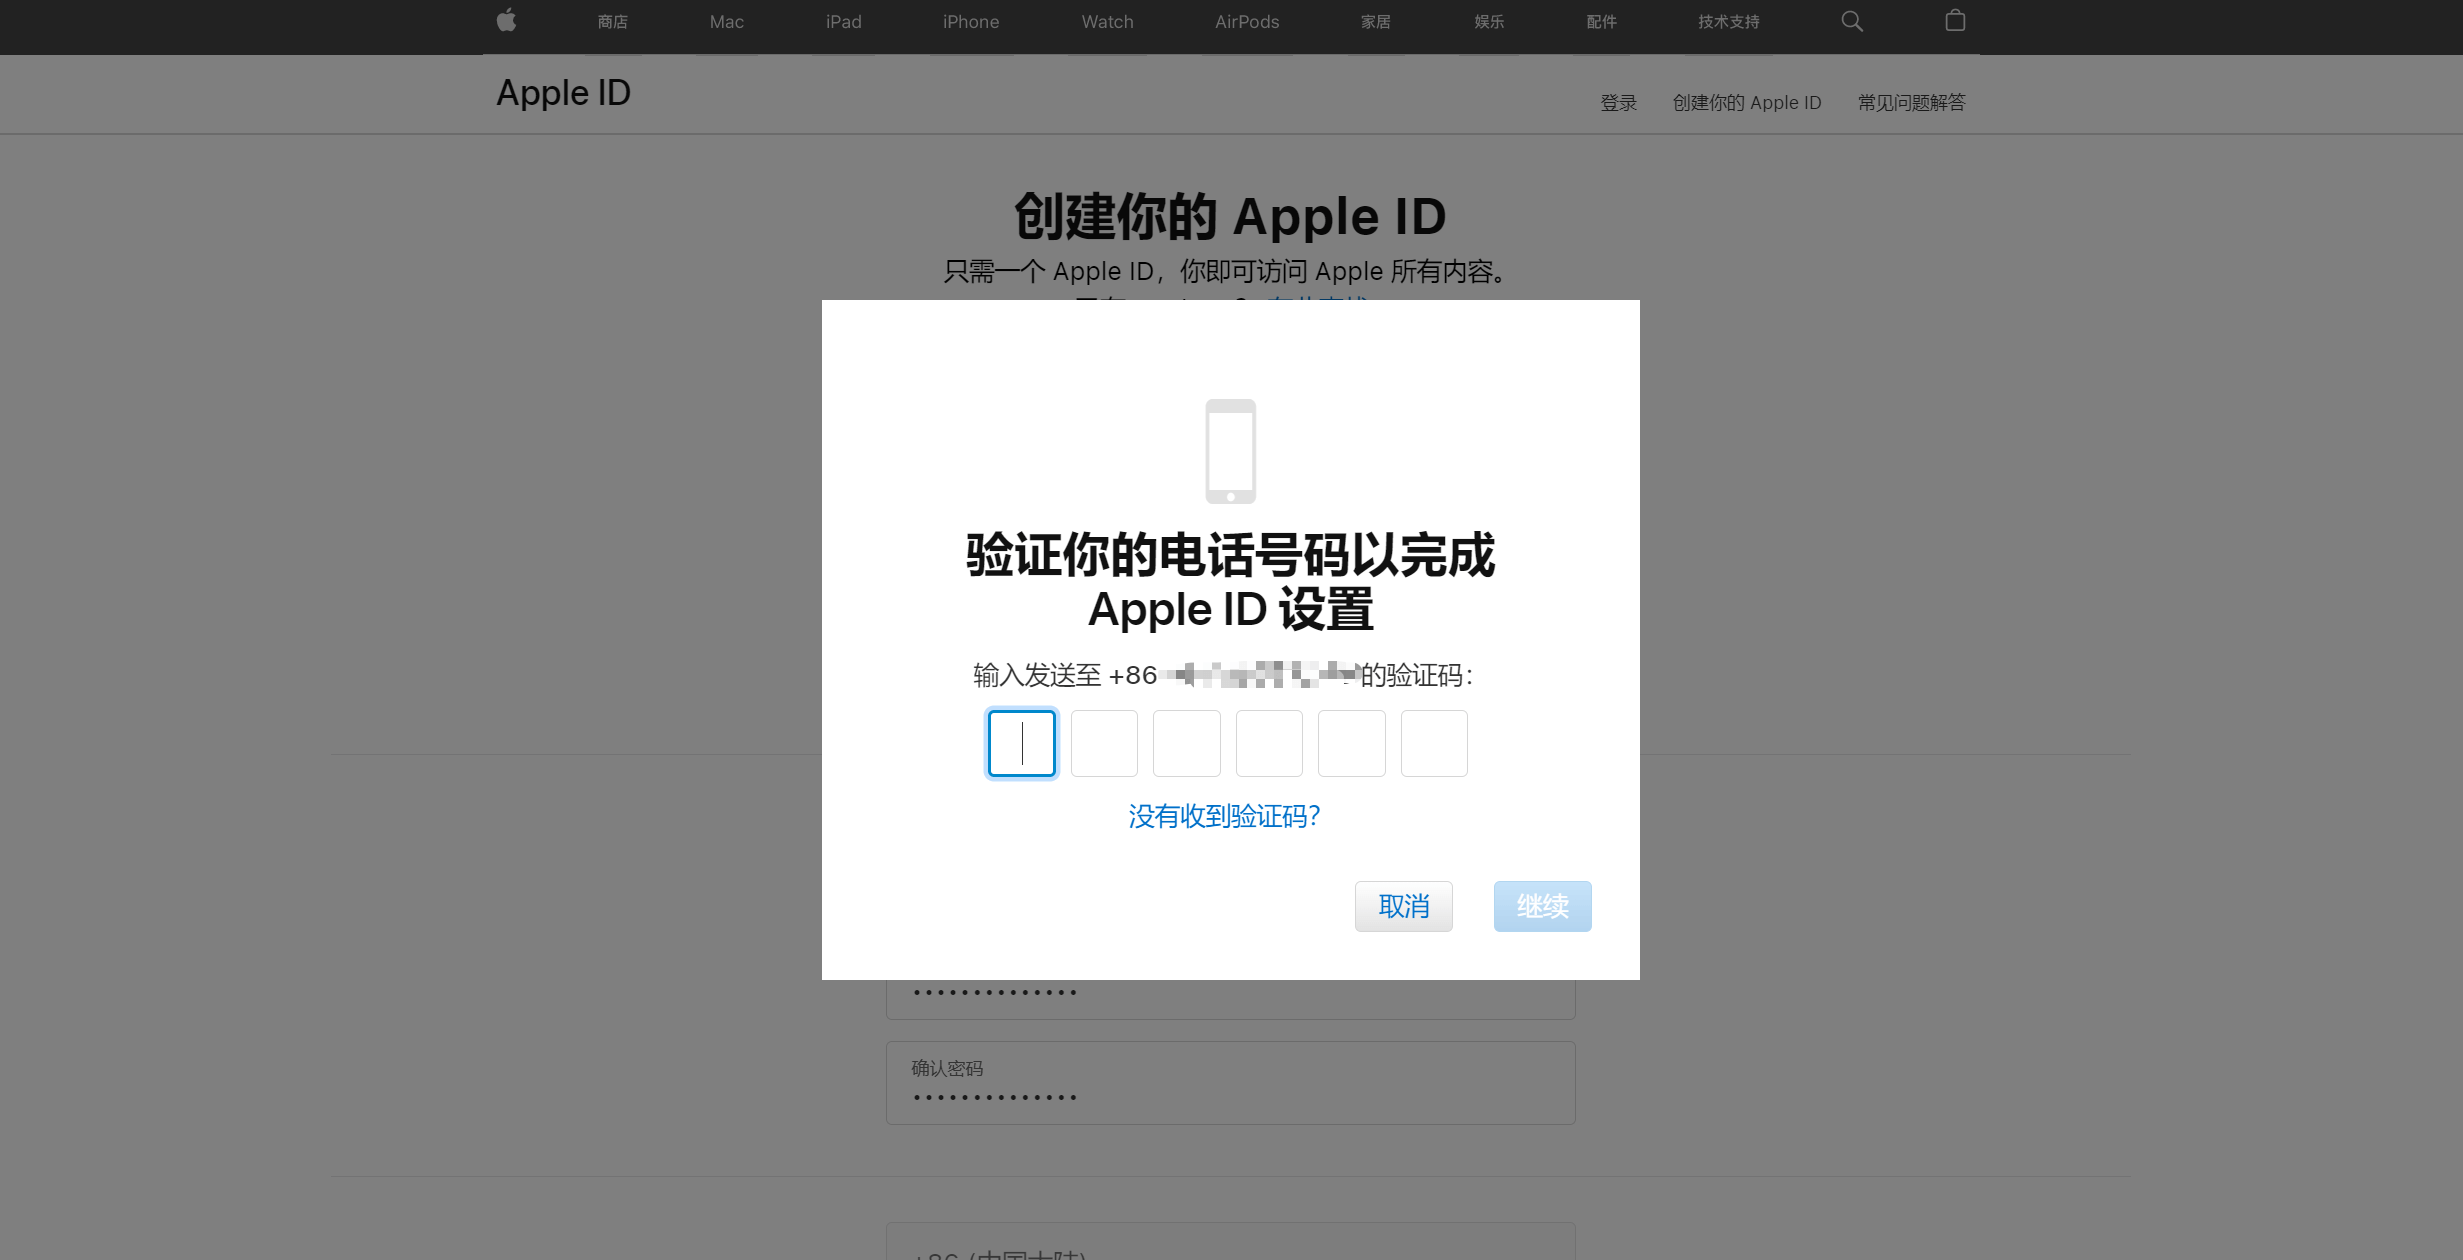 商店 Mac iPad iPhone Watch AirPods 家居 娱乐 配件 技术支持
Apple ID
登录 创建你的 Apple ID 常见问题解答
创建你的 Apple ID
只需一个 Apple ID，你即可访问 Apple 所有内容。
验证你的电话号码以完成
Apple ID 设置
输入发送至 +86 的验证码：
没有收到验证码？
取消 继续
••••••••••••••
确认密码
••••••••••••••
+86 (中国大陆)